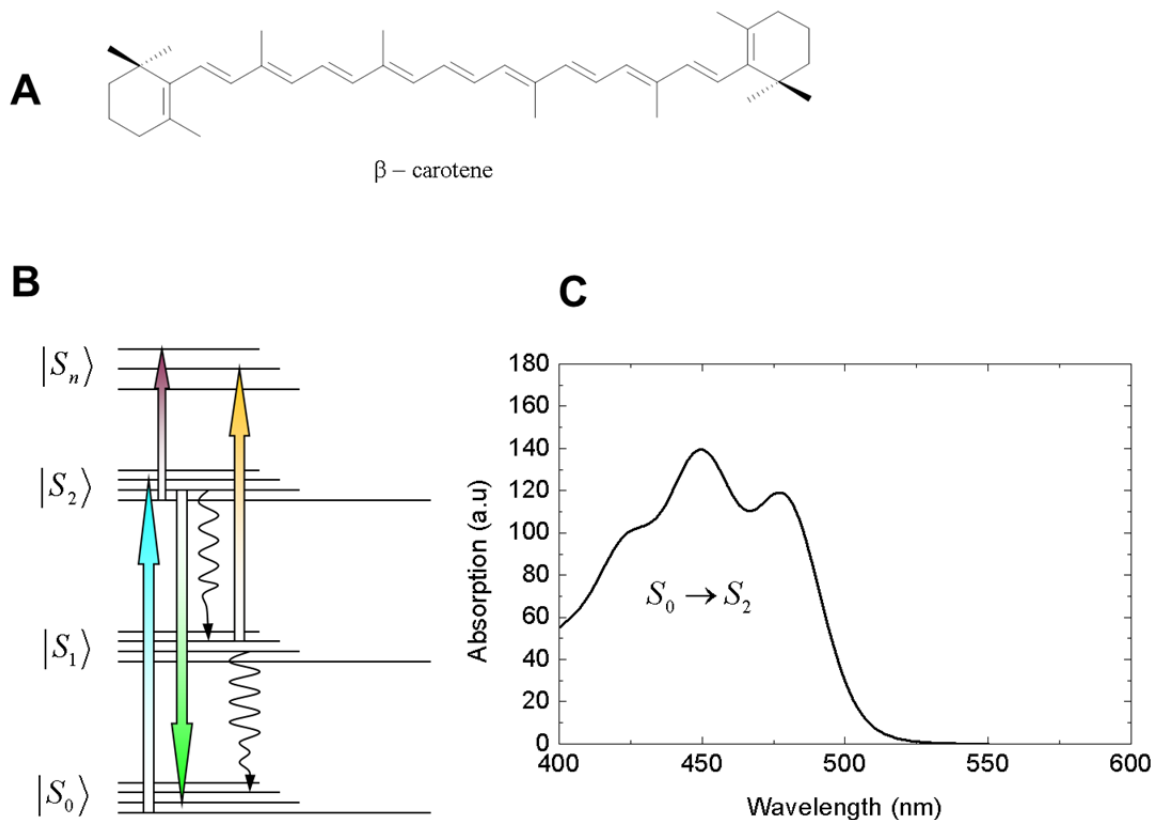 A
β – carotene
B
C
|Sₙ⟩
|S₂⟩
|S₁⟩
|S₀⟩
180
160
140
120
100
80
60
40
20
0
Absorption (a.u)
S₀ → S₂
400 450 500 550 600
Wavelength (nm)